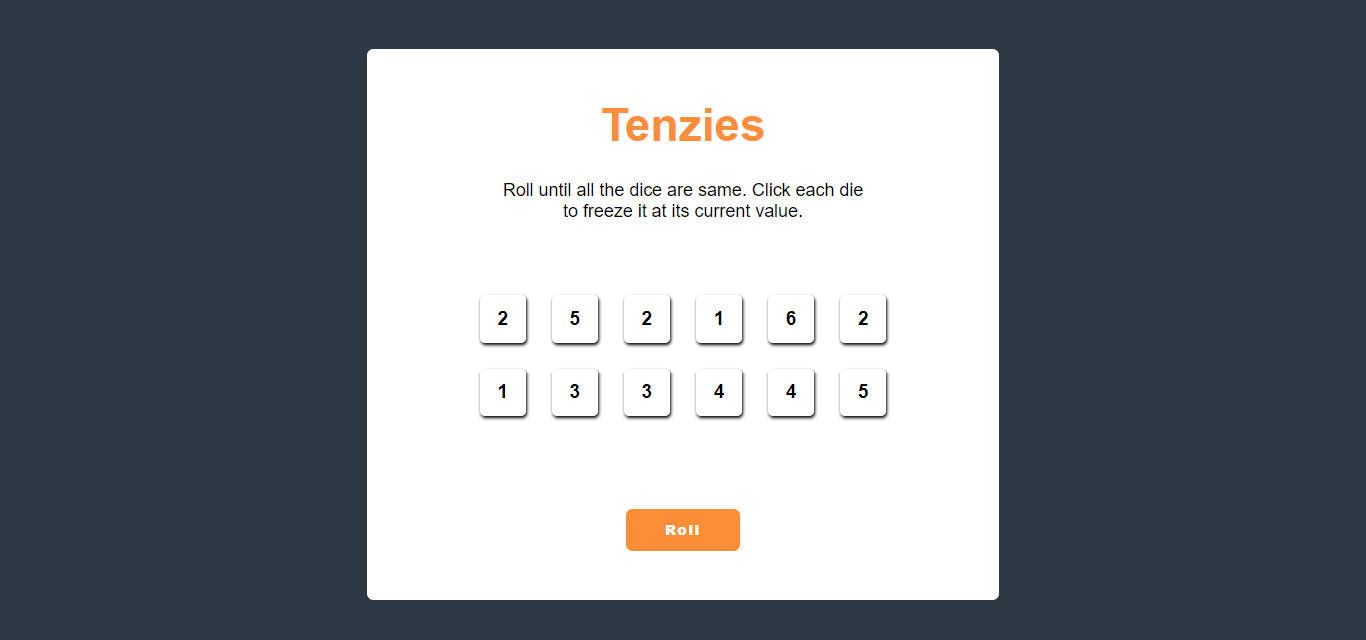 Tenzies
Roll until all the dice are same. Click each die
to freeze it at its current value.
2 5 2 1 6 2
1 3 3 4 4 5
Roll